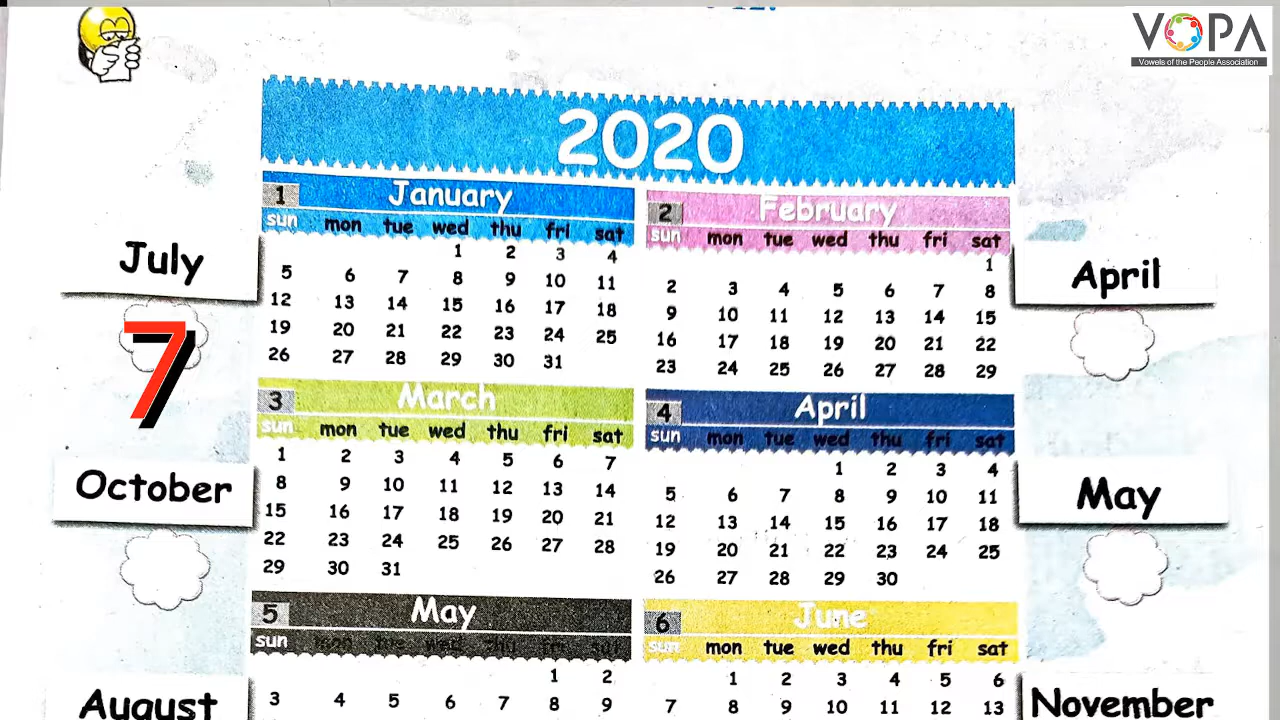 VOPA
Vowels of the People Association
2020
1 January
sun mon tue wed thu fri sat
1 2 3 4
5 6 7 8 9 10 11
12 13 14 15 16 17 18
19 20 21 22 23 24 25
26 27 28 29 30 31
2 February
sun mon tue wed thu fri sat
1
2 3 4 5 6 7 8
9 10 11 12 13 14 15
16 17 18 19 20 21 22
23 24 25 26 27 28 29
July
7
April
3 March
sun mon tue wed thu fri sat
1 2 3 4 5 6 7
8 9 10 11 12 13 14
15 16 17 18 19 20 21
22 23 24 25 26 27 28
29 30 31
4 April
sun mon tue wed thu fri sat
1 2 3 4
5 6 7 8 9 10 11
12 13 14 15 16 17 18
19 20 21 22 23 24 25
26 27 28 29 30
October
May
5 May
sun mon tue wed thu fri sat
1 2
3 4 5 6 7 8 9
6 June
sun mon tue wed thu fri sat
1 2 3 4 5 6
7 8 9 10 11 12 13
August
November